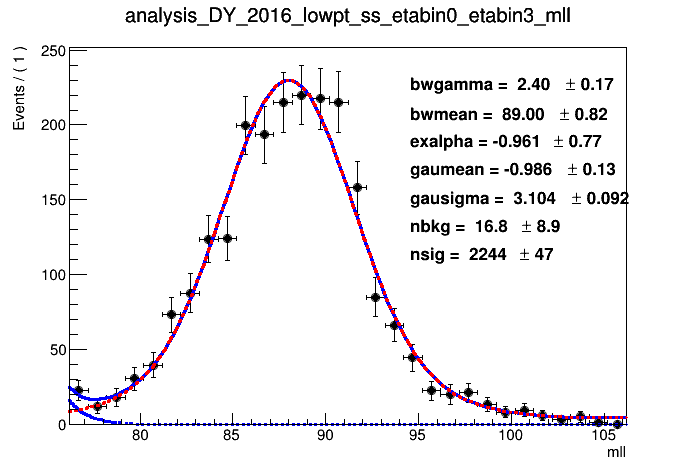 analysis_DY_2016_lowpt_ss_etabin0_etabin3_mll
Events / ( 1 )
250
200
150
100
50
0
bwgamma = 2.40 ± 0.17
bwmean = 89.00 ± 0.82
exalpha = -0.961 ± 0.77
gaumean = -0.986 ± 0.13
gausigma = 3.104 ± 0.092
nbkg = 16.8 ± 8.9
nsig = 2244 ± 47
80 85 90 95 100 105
mll